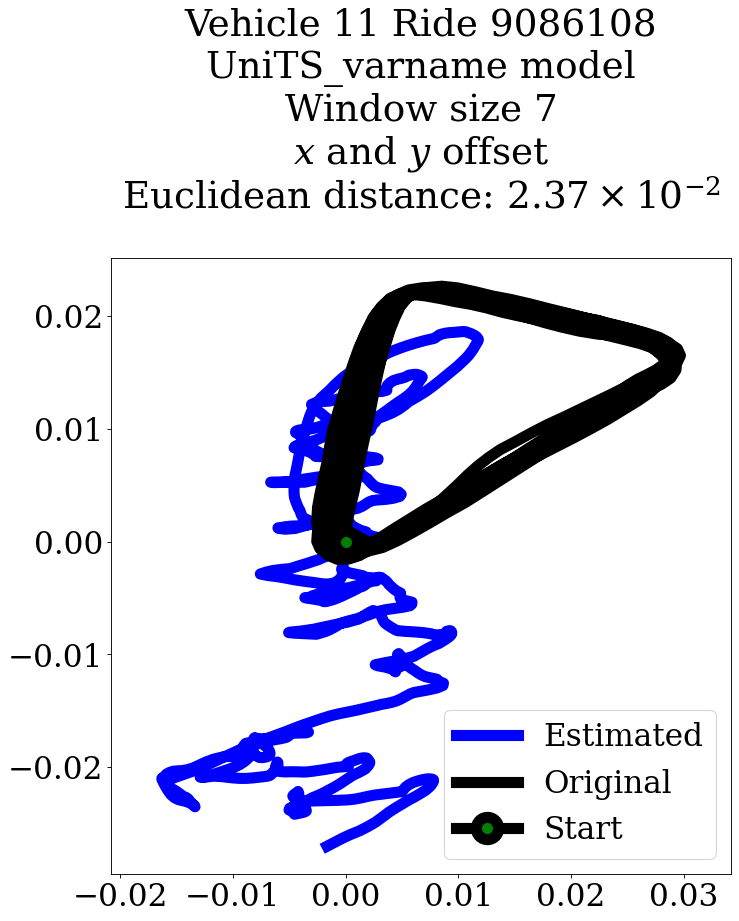 Vehicle 11 Ride 9086108
UniTS_varname model
Window size 7
x and y offset
Euclidean distance: 2.37 × 10⁻²
0.02
0.01
0.00
−0.01
−0.02
Estimated
Original
Start
−0.02 −0.01 0.00 0.01 0.02 0.03